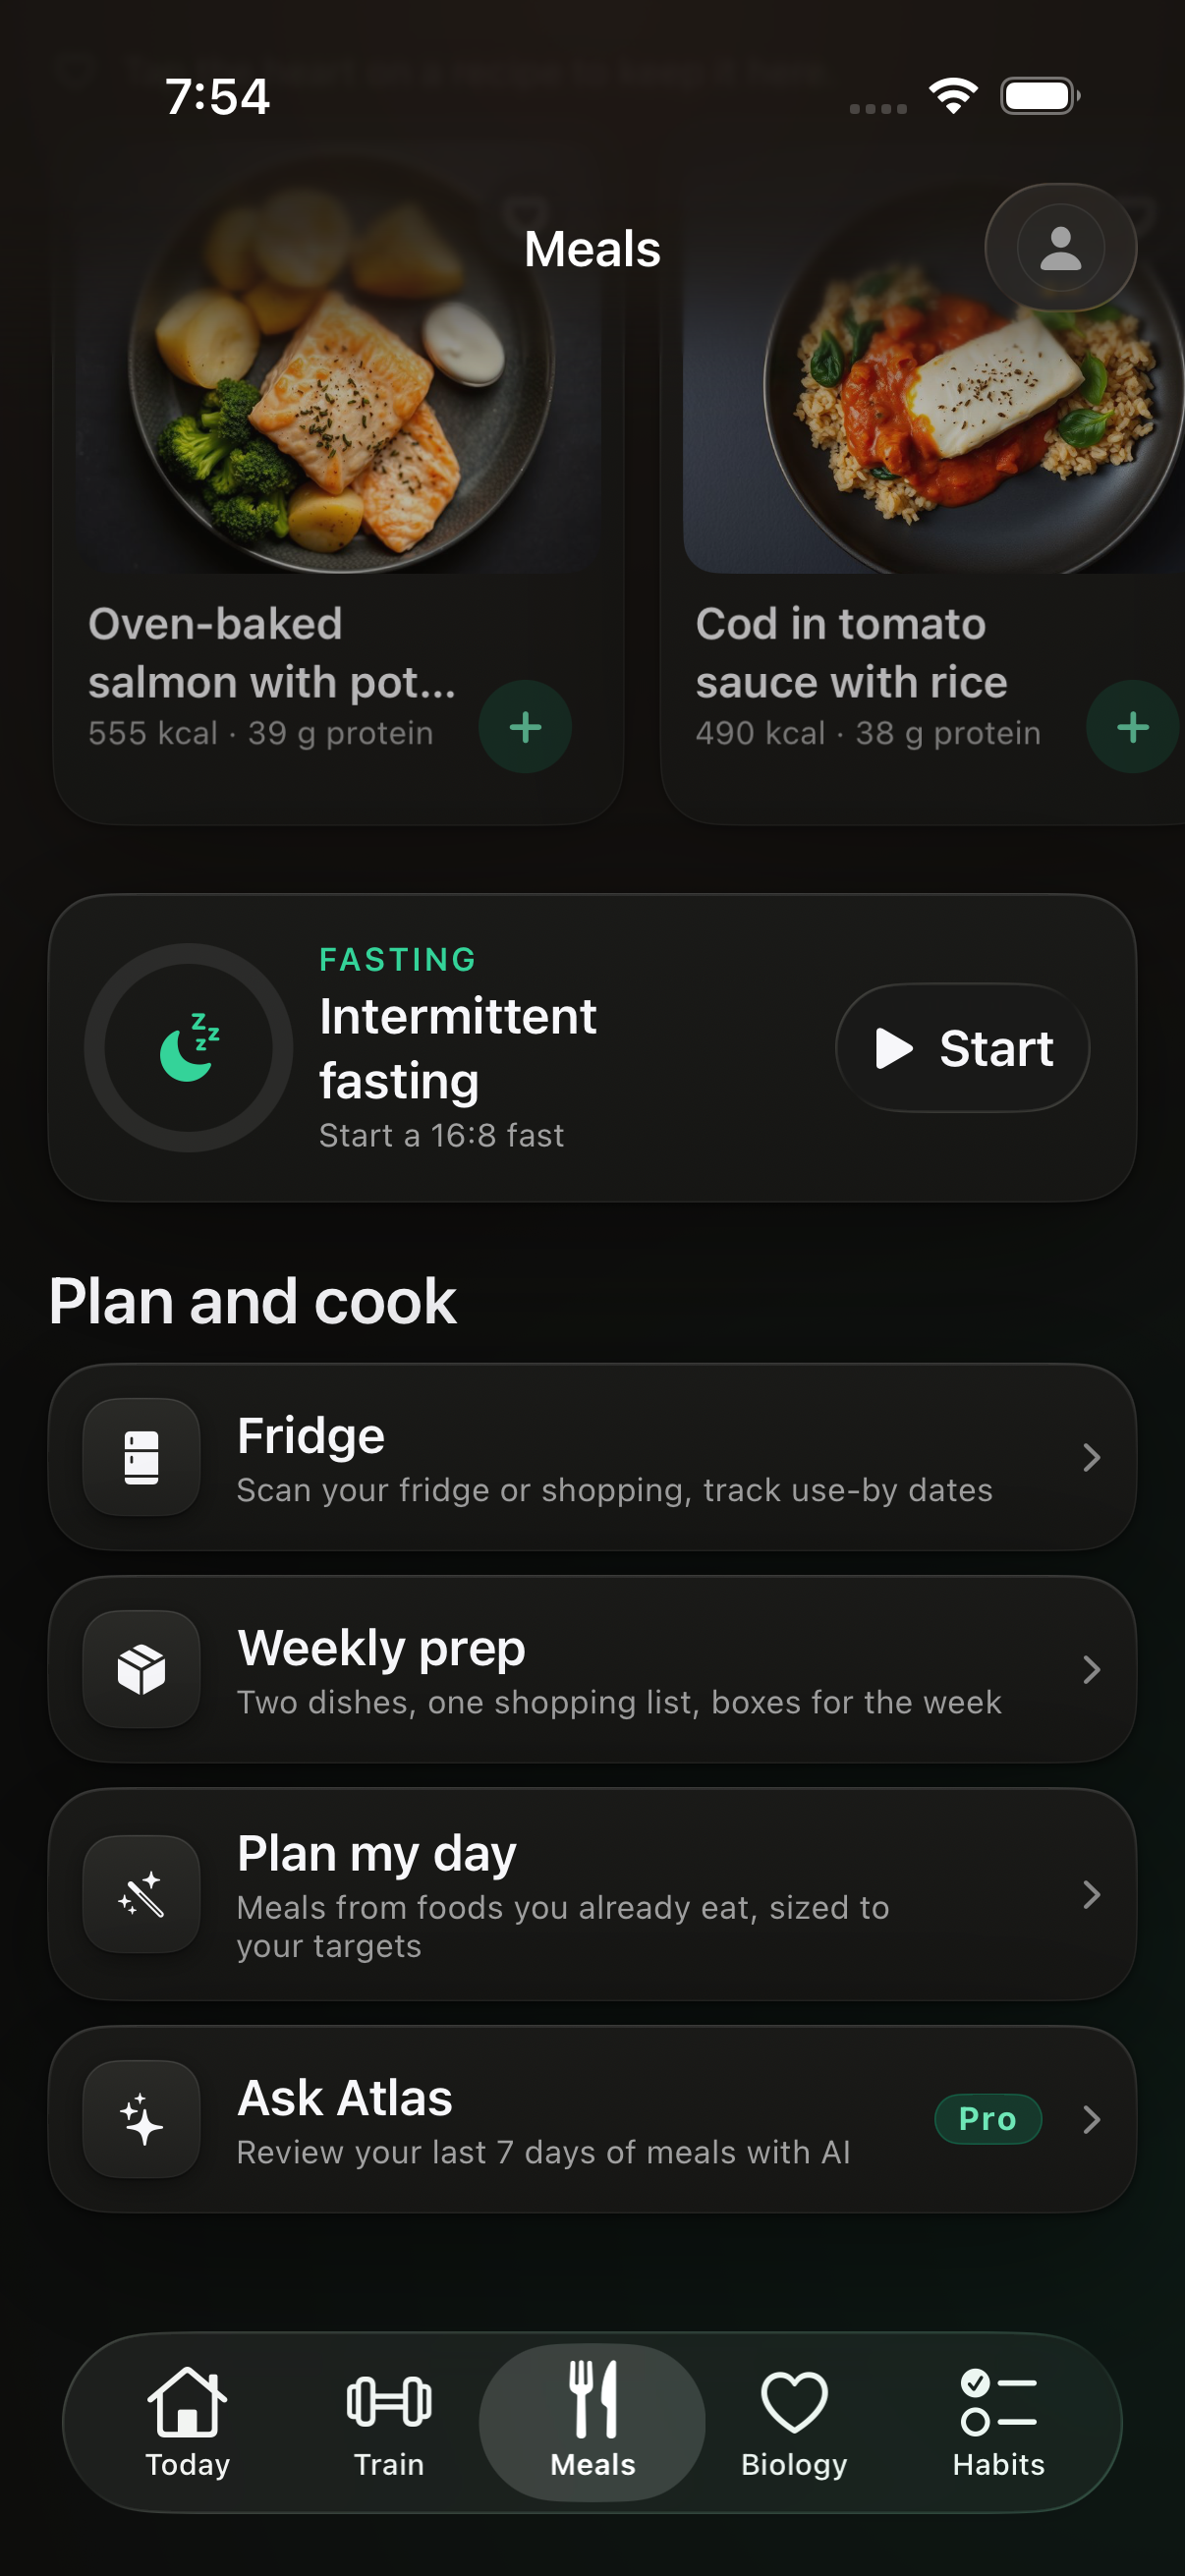 7:54
Meals
Oven-baked
salmon with pot...
555 kcal · 39 g protein
Cod in tomato
sauce with rice
490 kcal · 38 g protein
FASTING
Intermittent
fasting
Start a 16:8 fast
Start
Plan and cook
Fridge
Scan your fridge or shopping, track use-by dates
Weekly prep
Two dishes, one shopping list, boxes for the week
Plan my day
Meals from foods you already eat, sized to
your targets
Ask Atlas
Review your last 7 days of meals with AI
Pro
Today
Train
Meals
Biology
Habits